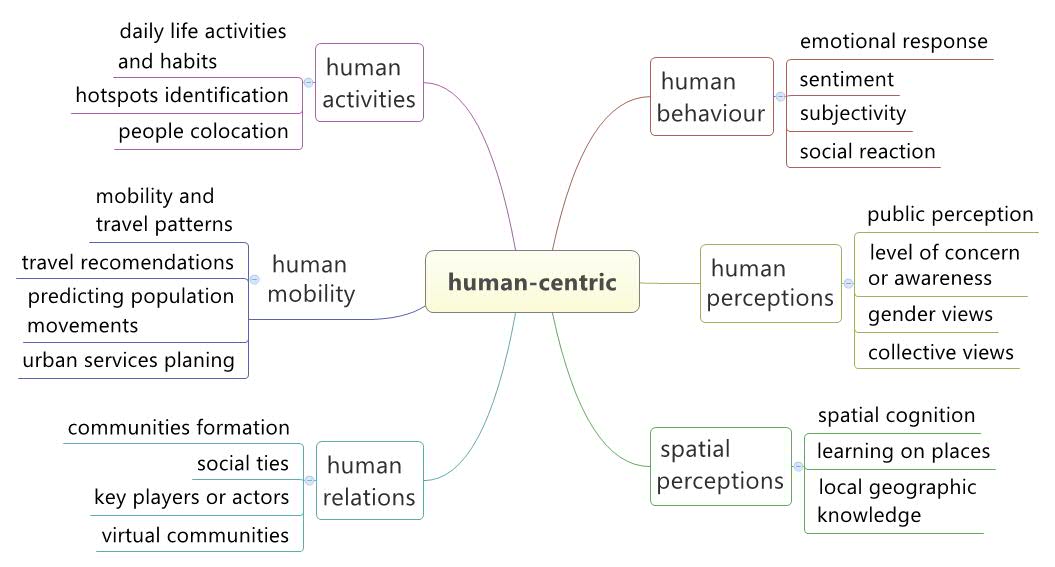 human-centric
human
activities
daily life activities
and habits
hotspots identification
people colocation
human
mobility
mobility and
travel patterns
travel recomendations
predicting population
movements
urban services planing
human
relations
communities formation
social ties
key players or actors
virtual communities
human
behaviour
emotional response
sentiment
subjectivity
social reaction
human
perceptions
public perception
level of concern
or awareness
gender views
collective views
spatial
perceptions
spatial cognition
learning on places
local geographic
knowledge